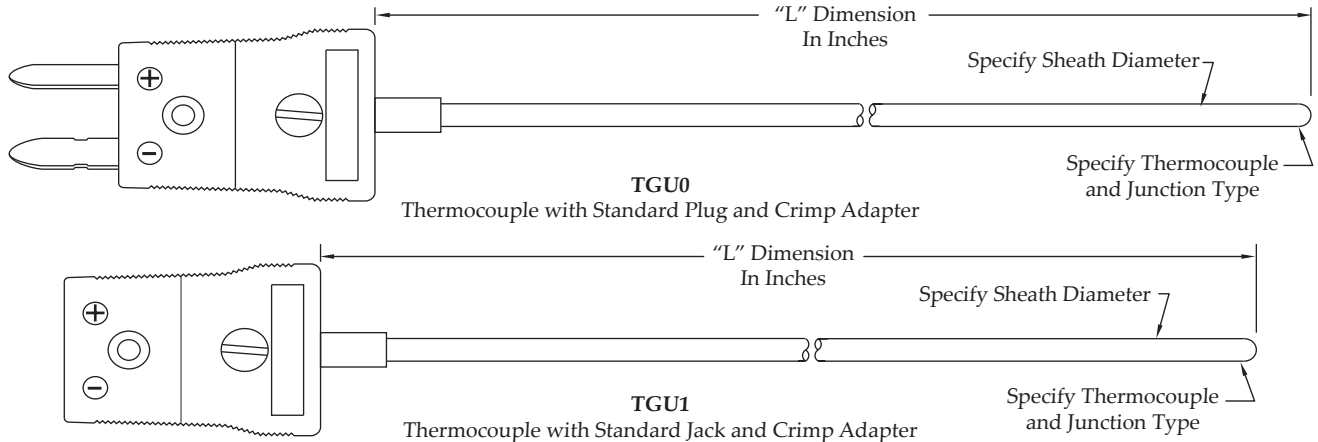 “L” Dimension
In Inches
Specify Sheath Diameter
+
−
Specify Thermocouple
and Junction Type
TGU0
Thermocouple with Standard Plug and Crimp Adapter
“L” Dimension
In Inches
Specify Sheath Diameter
+
−
Specify Thermocouple
and Junction Type
TGU1
Thermocouple with Standard Jack and Crimp Adapter